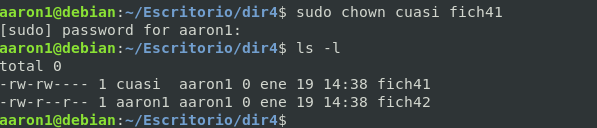 aaron1@debian:~/Escritorio/dir4$ sudo chown cuasi fich41
[sudo] password for aaron1:
aaron1@debian:~/Escritorio/dir4$ ls -l
total 0
-rw-rw---- 1 cuasi  aaron1 0 ene 19 14:38 fich41
-rw-r--r-- 1 aaron1 aaron1 0 ene 19 14:38 fich42
aaron1@debian:~/Escritorio/dir4$